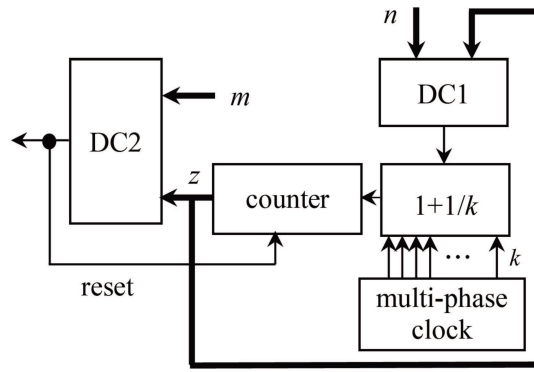 n
DC1
DC2
m
z
counter
1+1/k
... k
reset
multi-phase
clock